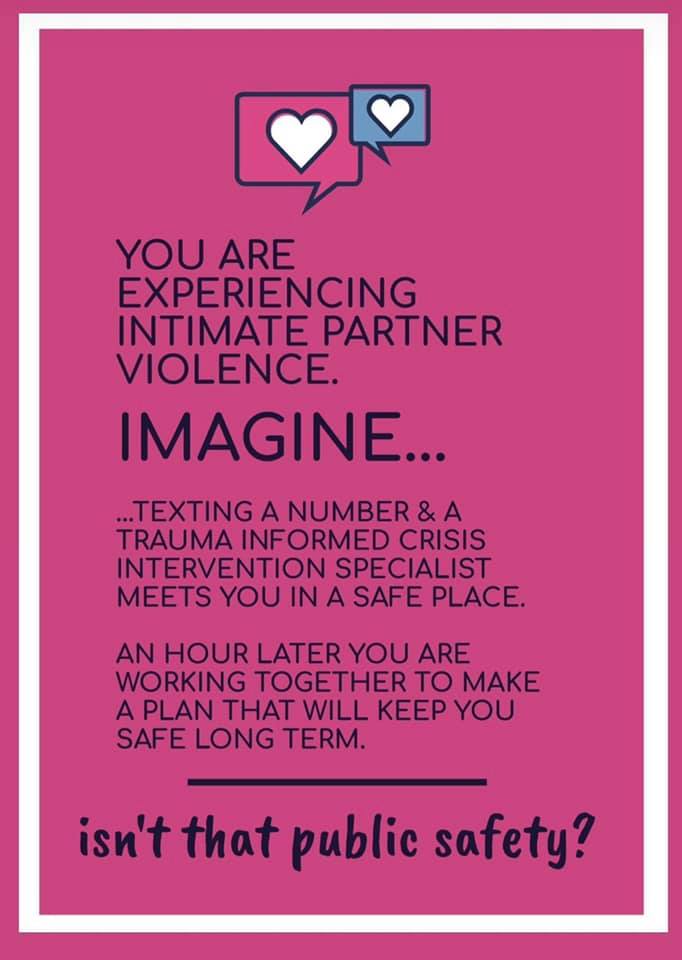 YOU ARE
EXPERIENCING
INTIMATE PARTNER
VIOLENCE.
IMAGINE...
...TEXTING A NUMBER & A
TRAUMA INFORMED CRISIS
INTERVENTION SPECIALIST
MEETS YOU IN A SAFE PLACE.
AN HOUR LATER YOU ARE
WORKING TOGETHER TO MAKE
A PLAN THAT WILL KEEP YOU
SAFE LONG TERM.
isn't that public safety?